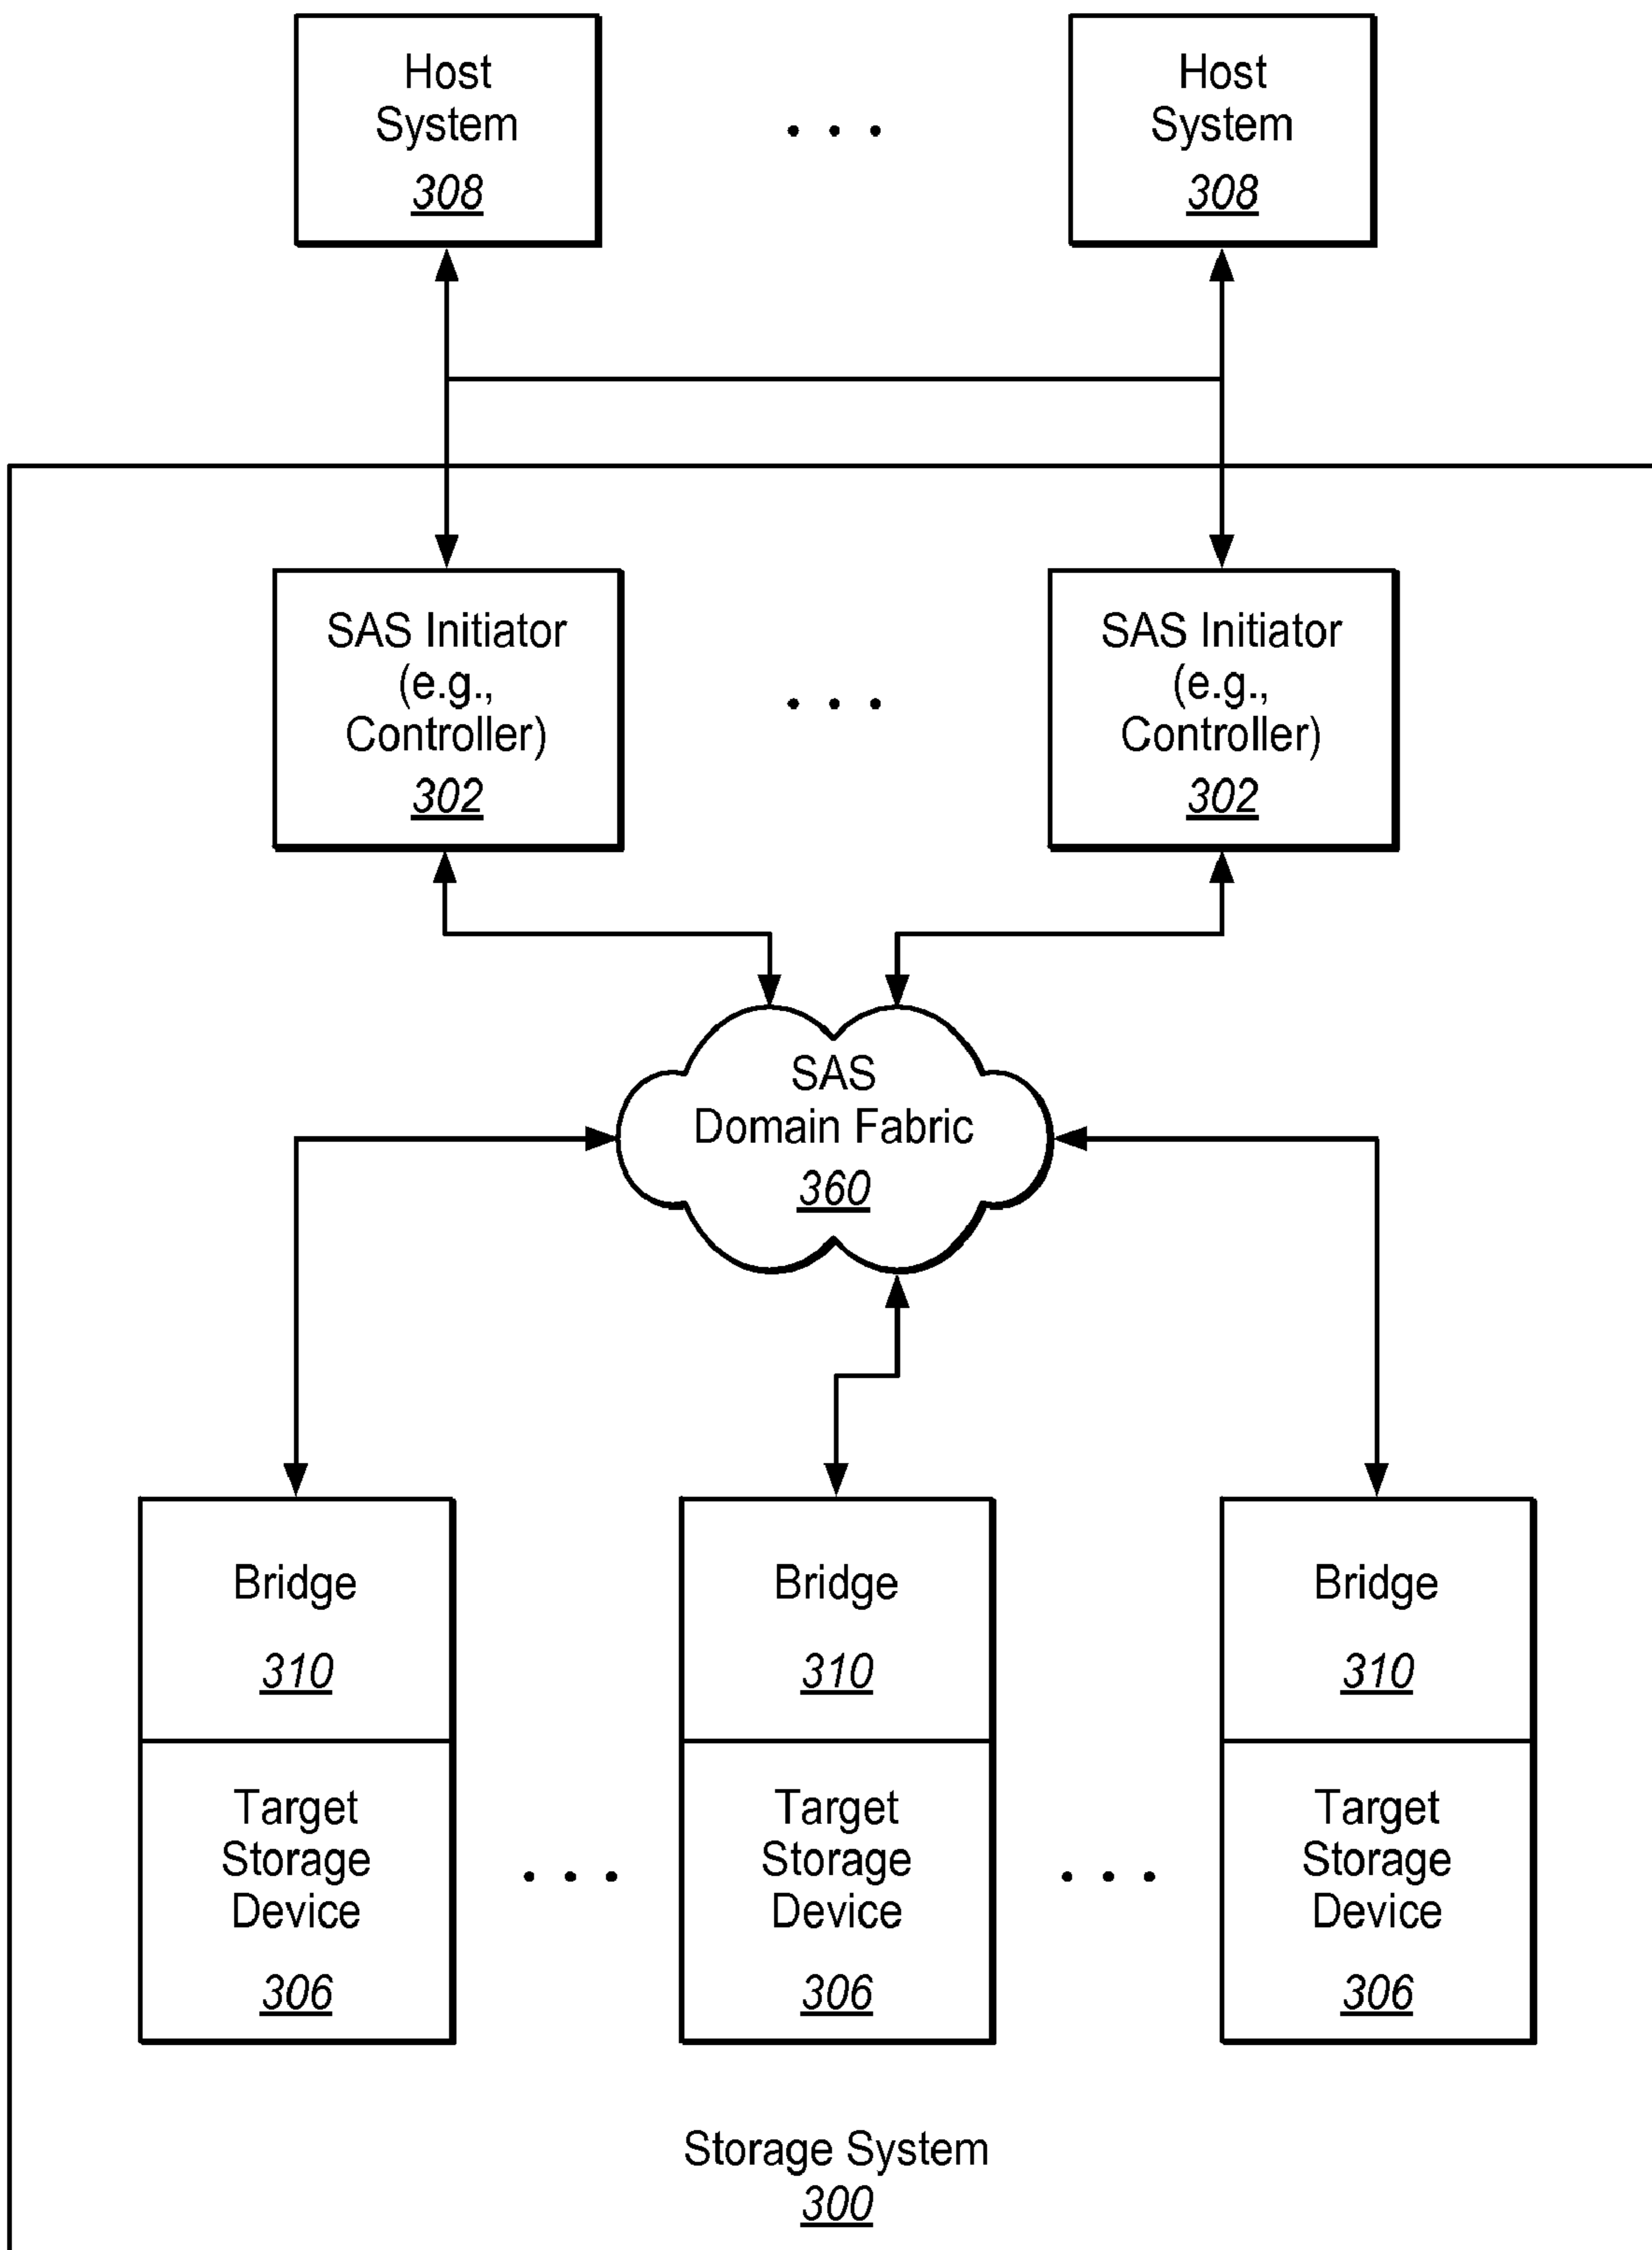 Host
System
308
. . .
Host
System
308
SAS Initiator
(e.g.,
Controller)
302
. . .
SAS Initiator
(e.g.,
Controller)
302
SAS
Domain Fabric
360
Bridge
310
Target
Storage
Device
306
. . .
Bridge
310
Target
Storage
Device
306
. . .
Bridge
310
Target
Storage
Device
306
Storage System
300